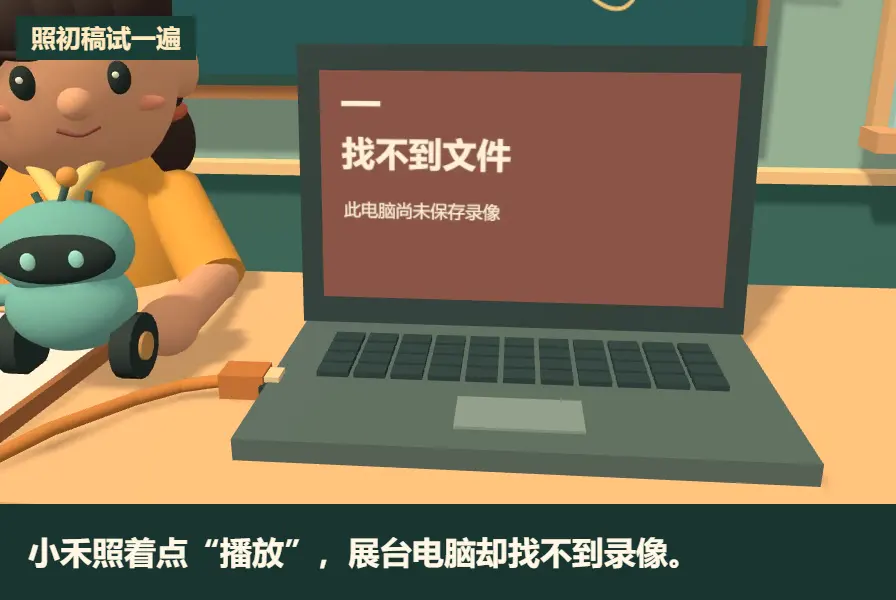 照初稿试一遍
找不到文件
此电脑尚未保存录像
小禾照着点“播放”，展台电脑却找不到录像。